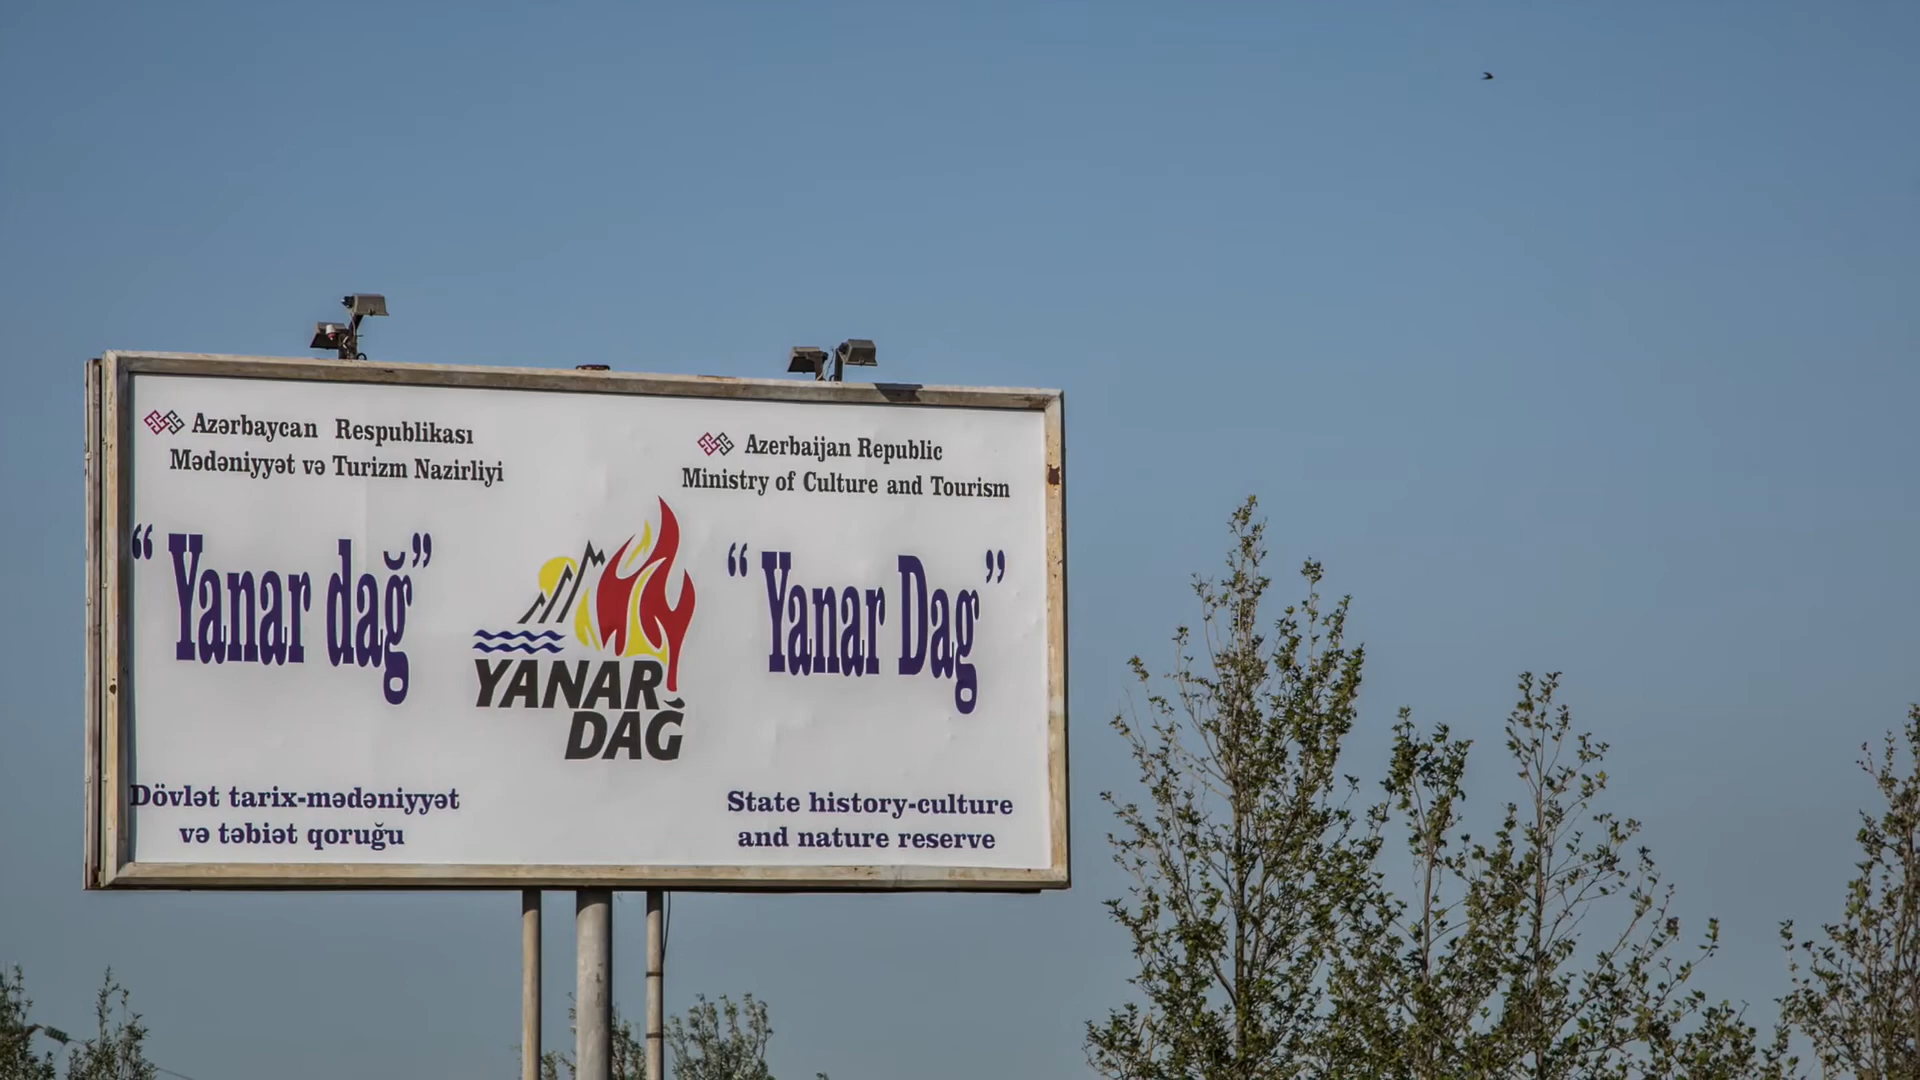 Azərbaycan Respublikası
Mədəniyyət və Turizm Nazirliyi
“Yanar dağ”
Dövlət tarix-mədəniyyət
və təbiət qoruğu
YANAR
DAĞ
Azerbaijan Republic
Ministry of Culture and Tourism
“Yanar Dag”
State history-culture
and nature reserve